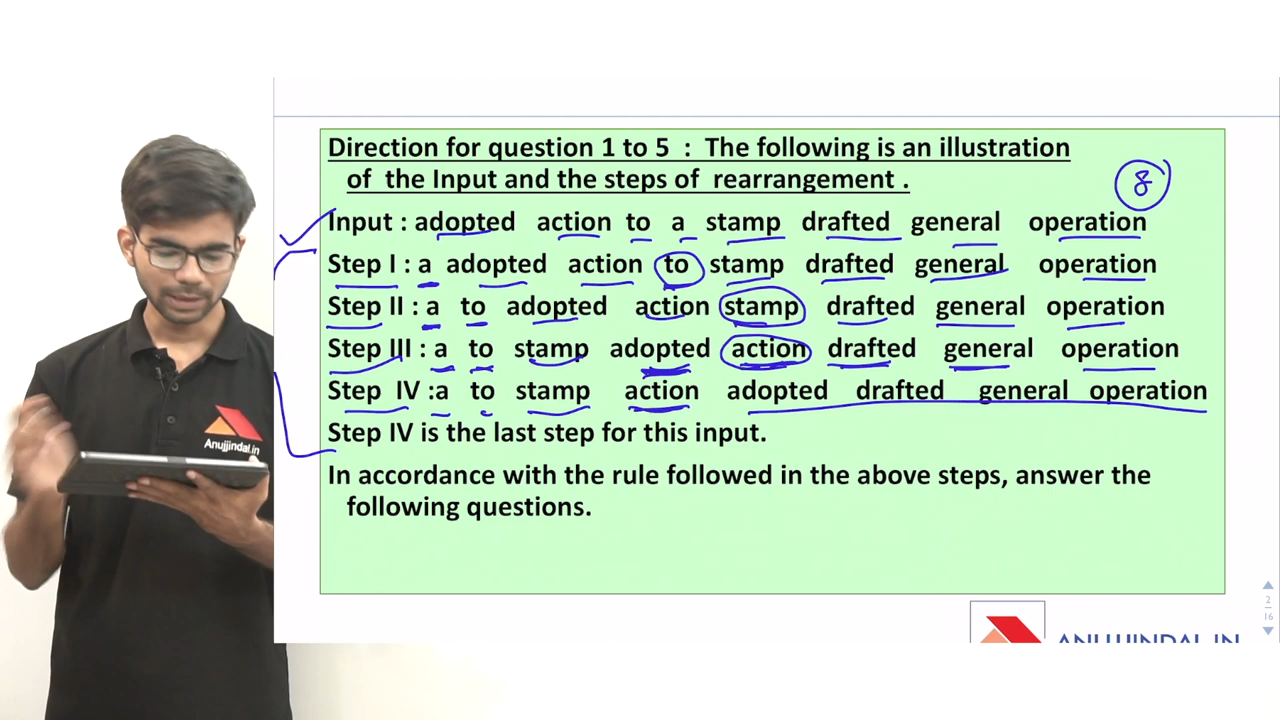 Direction for question 1 to 5 : The following is an illustration
of the Input and the steps of rearrangement .
8
Input : adopted action to a stamp drafted general operation
Step I : a adopted action to stamp drafted general operation
Step II : a to adopted action stamp drafted general operation
Step III : a to stamp adopted action drafted general operation
Step IV :a to stamp action adopted drafted general operation
Step IV is the last step for this input.
In accordance with the rule followed in the above steps, answer the
following questions.
Anujjindal.in
2
16
ANUJJINDAL.IN